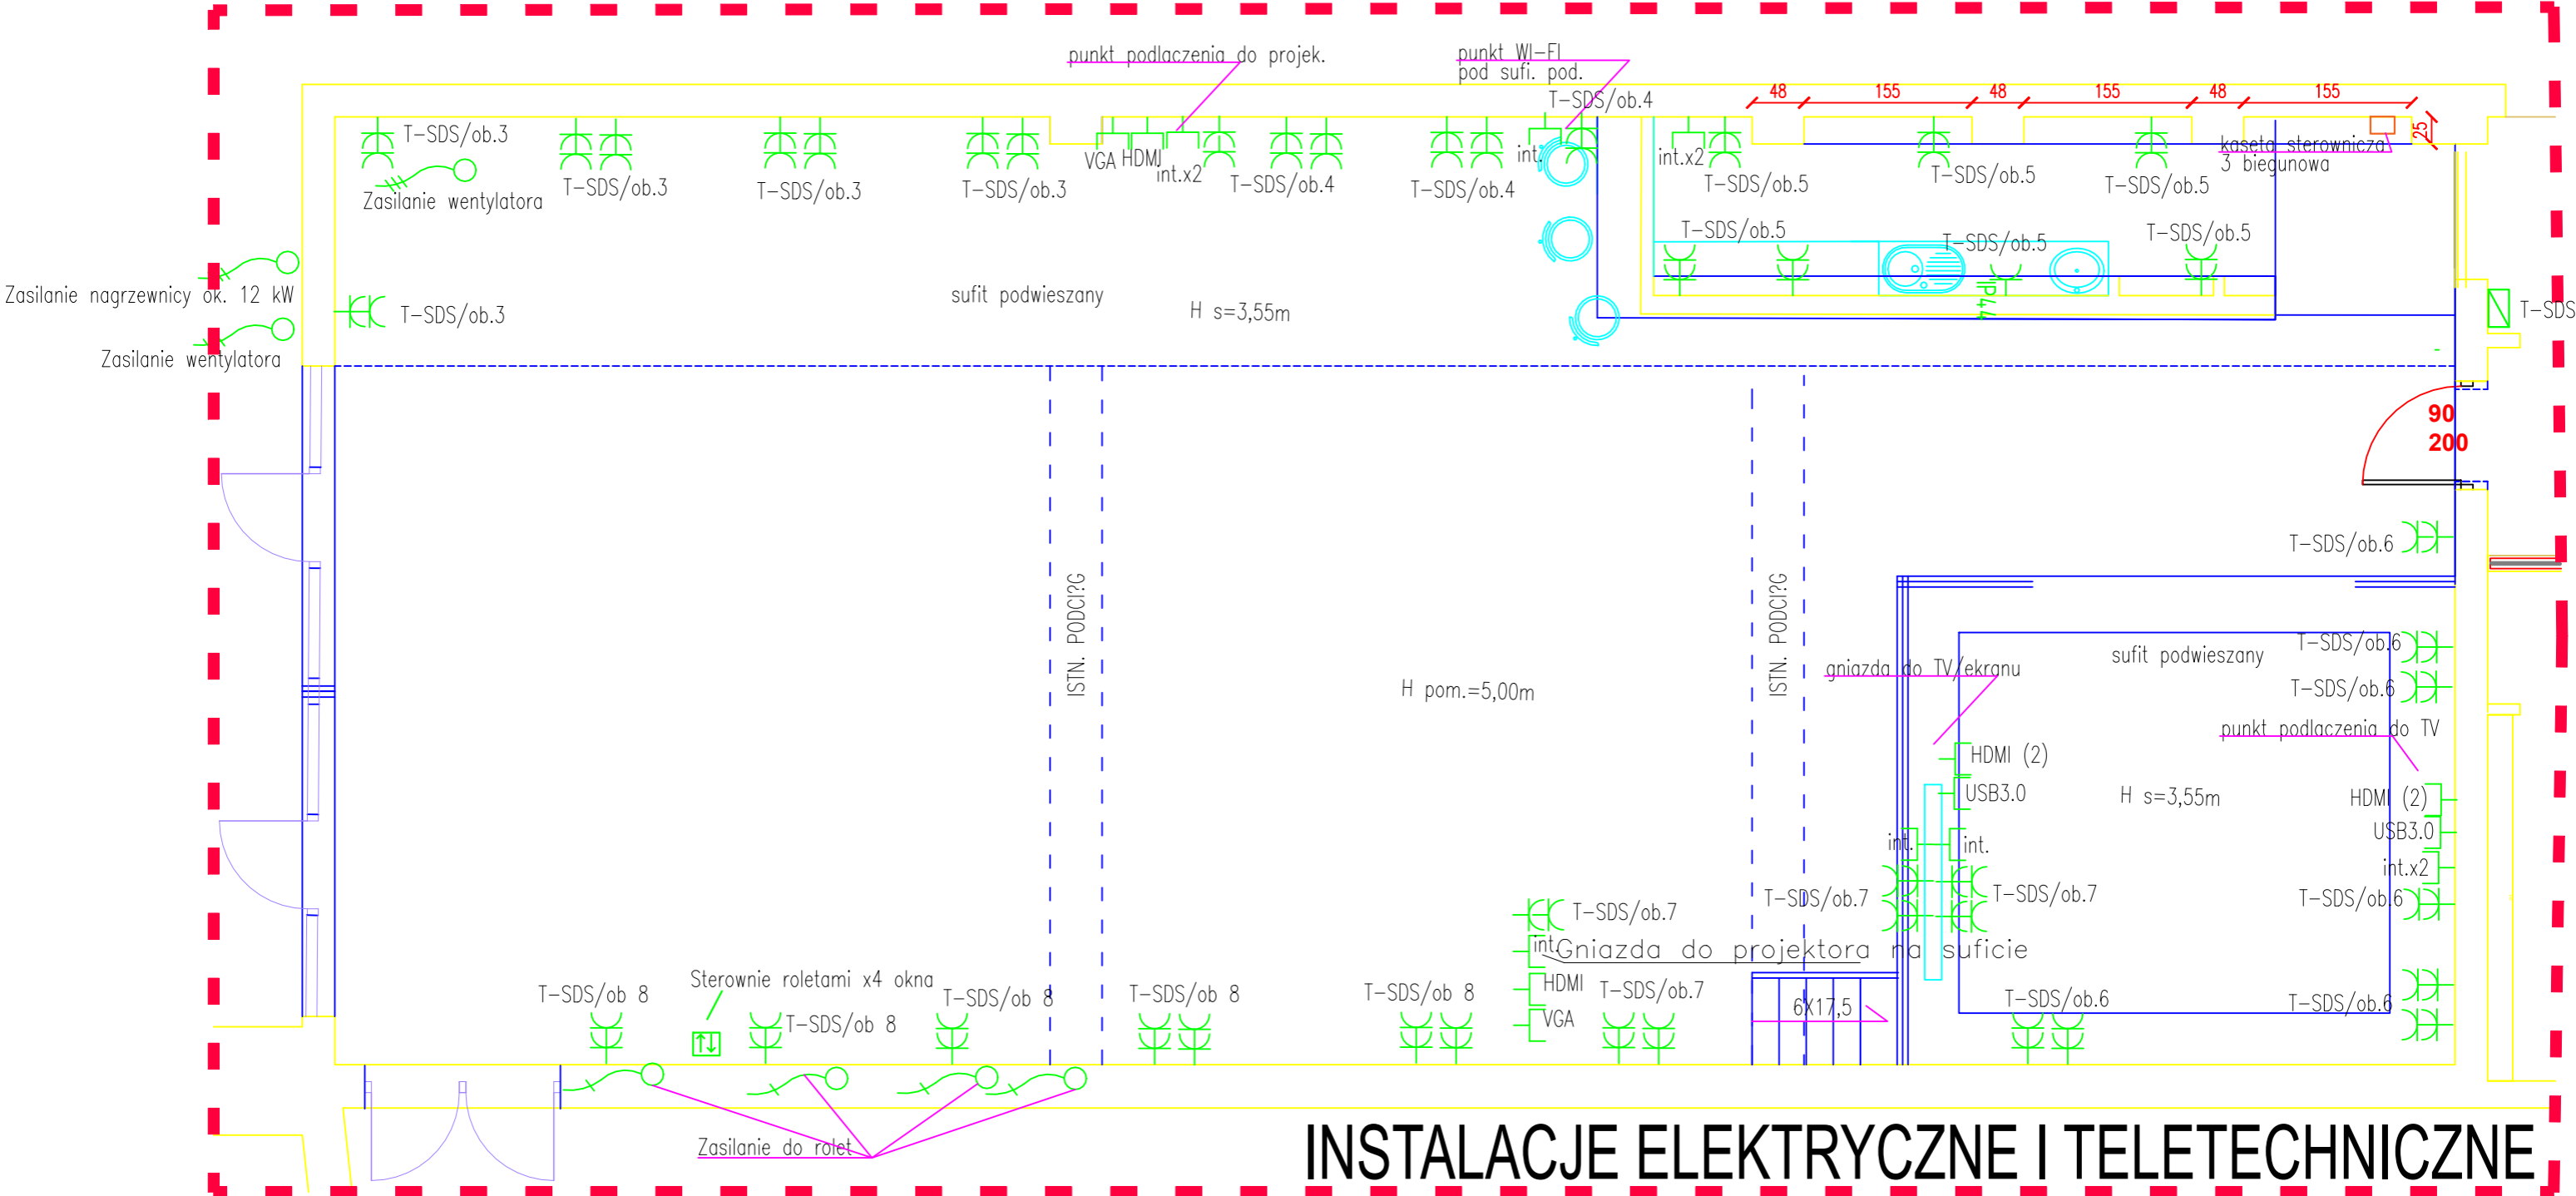 punkt podlaczenia do projek.
punkt WI-FI
pod sufi. pod.
T-SDS/ob.4
48
155
48
155
48
155
25
T-SDS/ob.3
VGA
HDMI
int.x2
int.
int.x2
kaseta sterownicza
3 biegunowa
Zasilanie wentylatora
T-SDS/ob.3
T-SDS/ob.3
T-SDS/ob.3
T-SDS/ob.4
T-SDS/ob.4
T-SDS/ob.5
T-SDS/ob.5
T-SDS/ob.5
T-SDS/ob.5
T-SDS/ob.5
T-SDS/ob.5
Zasilanie nagrzewnicy ok. 12 kW
T-SDS/ob.3
sufit podwieszany
H s=3,55m
IP44
T-SDS
Zasilanie wentylatora
90
200
T-SDS/ob.6
ISTN. PODCI?G
ISTN. PODCI?G
H pom.=5,00m
gniazda do TV/ekranu
sufit podwieszany
T-SDS/ob.6
T-SDS/ob.6
punkt podlaczenia do TV
HDMI (2)
USB3.0
H s=3,55m
HDMI (2)
USB3.0
int.
int.
int.x2
T-SDS/ob.7
T-SDS/ob.7
T-SDS/ob.6
T-SDS/ob.7
int.
Gniazda do projektora na suficie
HDMI
VGA
T-SDS/ob.7
6X17,5
T-SDS/ob.6
T-SDS/ob.6
T-SDS/ob 8
Sterownie roletami x4 okna
T-SDS/ob 8
T-SDS/ob 8
T-SDS/ob 8
T-SDS/ob 8
Zasilanie do rolet
INSTALACJE ELEKTRYCZNE I TELETECHNICZNE